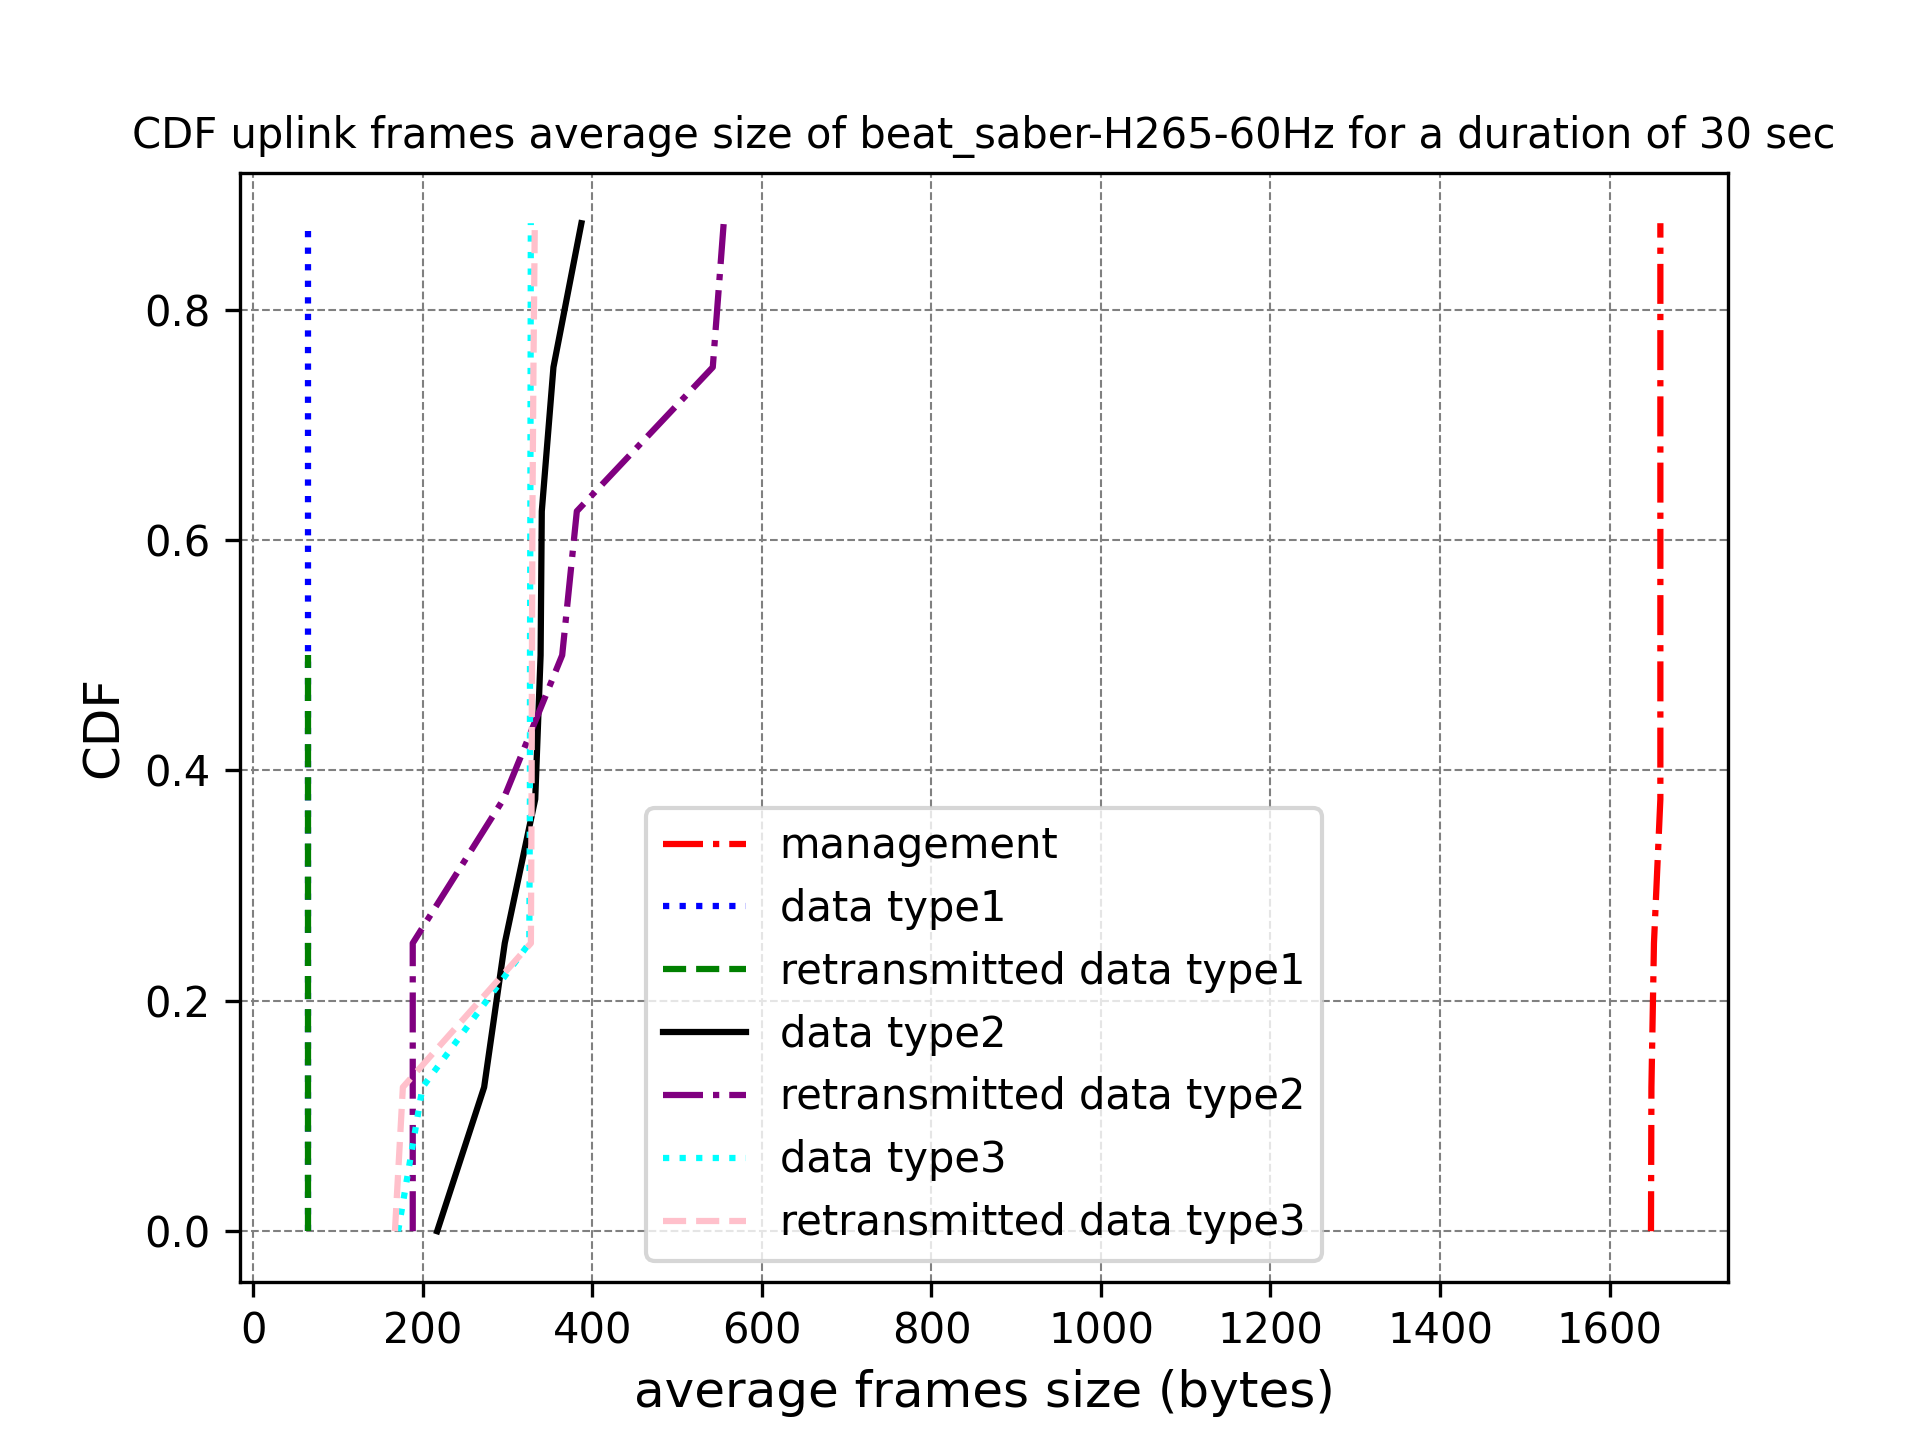 CDF uplink frames average size of beat_saber-H265-60Hz for a duration of 30 sec
0.8
0.6
0.4
0.2
0.0
CDF
management
data type1
retransmitted data type1
data type2
retransmitted data type2
data type3
retransmitted data type3
0 200 400 600 800 1000 1200 1400 1600
average frames size (bytes)